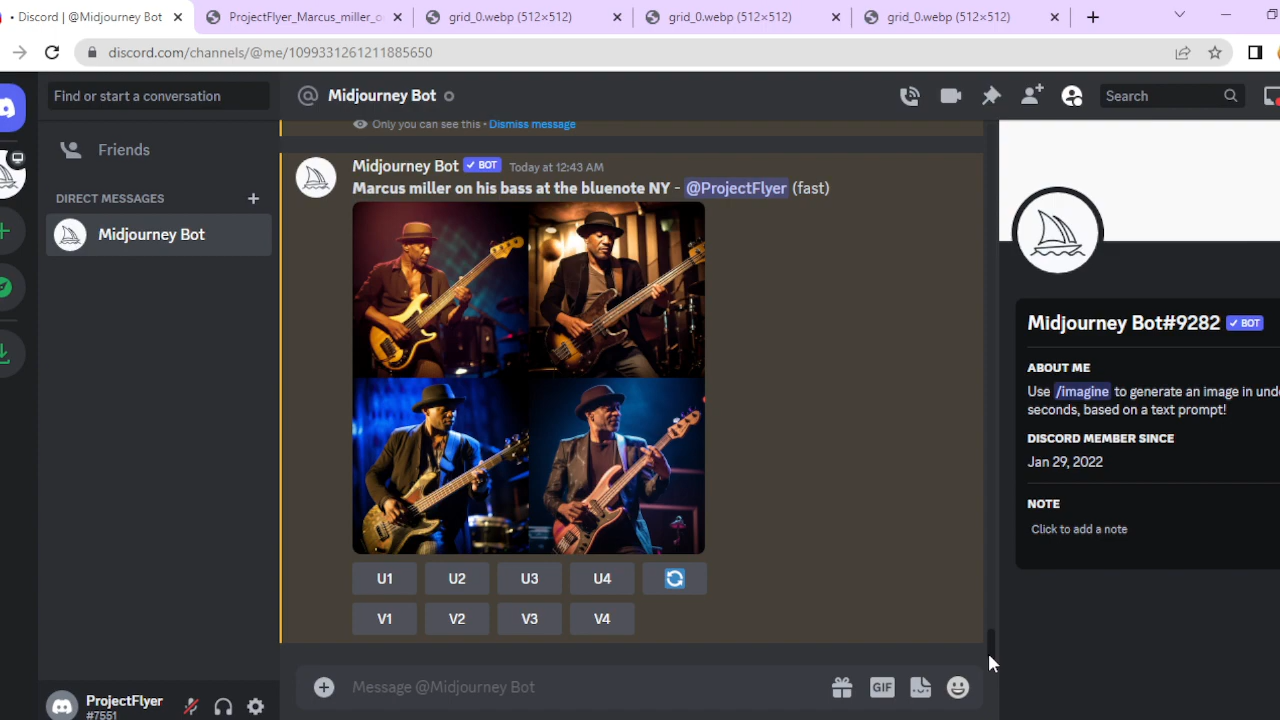 Discord | @Midjourney Bot
ProjectFlyer_Marcus_miller_o
grid_0.webp (512×512)
grid_0.webp (512×512)
grid_0.webp (512×512)
discord.com/channels/@me/1099331261211885650
Find or start a conversation
Midjourney Bot
Search
Only you can see this • Dismiss message
Friends
DIRECT MESSAGES
Midjourney Bot
Midjourney Bot BOT Today at 12:43 AM
Marcus miller on his bass at the bluenote NY - @ProjectFlyer (fast)
U1 U2 U3 U4
V1 V2 V3 V4
Message @Midjourney Bot
GIF
ProjectFlyer
#7551
Midjourney Bot#9282 BOT
ABOUT ME
Use /imagine to generate an image in
seconds, based on a text prompt!
DISCORD MEMBER SINCE
Jan 29, 2022
NOTE
Click to add a note